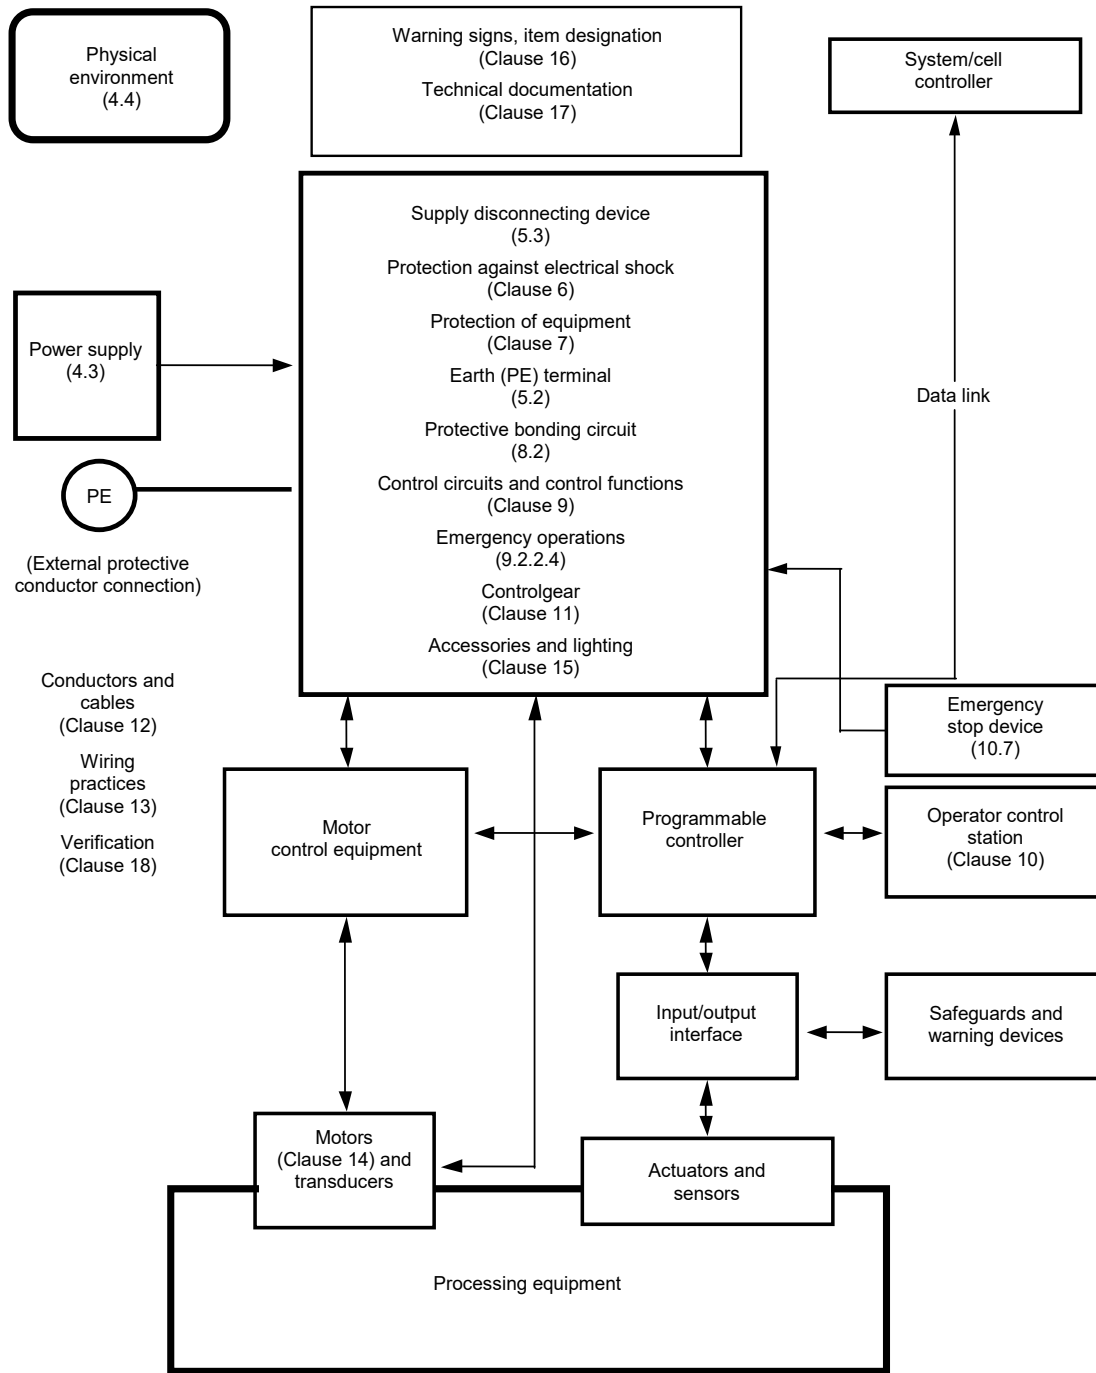 Physical
environment
(4.4)
Warning signs, item designation
(Clause 16)
Technical documentation
(Clause 17)
System/cell
controller
Supply disconnecting device
(5.3)
Protection against electrical shock
(Clause 6)
Protection of equipment
(Clause 7)
Earth (PE) terminal
(5.2)
Protective bonding circuit
(8.2)
Control circuits and control functions
(Clause 9)
Emergency operations
(9.2.2.4)
Controlgear
(Clause 11)
Accessories and lighting
(Clause 15)
Power supply
(4.3)
PE
(External protective
conductor connection)
Data link
Conductors and
cables
(Clause 12)
Wiring
practices
(Clause 13)
Verification
(Clause 18)
Emergency
stop device
(10.7)
Motor
control equipment
Programmable
controller
Operator control
station
(Clause 10)
Input/output
interface
Safeguards and
warning devices
Motors
(Clause 14) and
transducers
Actuators and
sensors
Processing equipment